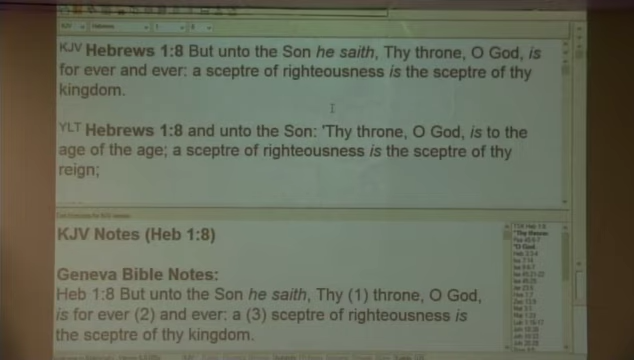 KJV Hebrews 1:8 But unto the Son he saith, Thy throne, O God, is
for ever and ever: a sceptre of righteousness is the sceptre of thy
kingdom.
YLT Hebrews 1:8 and unto the Son: 'Thy throne, O God, is to the
age of the age; a sceptre of righteousness is the sceptre of thy
reign;
KJV Notes (Heb 1:8)
Geneva Bible Notes:
Heb 1:8 But unto the Son he saith, Thy (1) throne, O God,
is for ever (2) and ever: a (3) sceptre of righteousness is
the sceptre of thy kingdom.